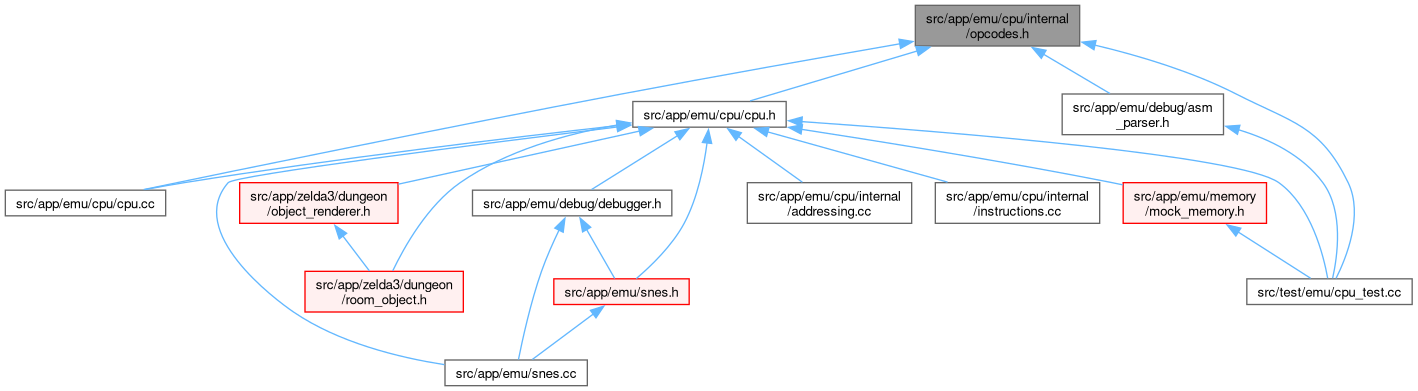 src/app/emu/cpu/internal
/opcodes.h
src/app/emu/cpu/cpu.h
src/app/emu/debug/asm
_parser.h
src/app/emu/cpu/cpu.cc
src/app/zelda3/dungeon
/object_renderer.h
src/app/emu/debug/debugger.h
src/app/emu/cpu/internal
/addressing.cc
src/app/emu/cpu/internal
/instructions.cc
src/app/emu/memory
/mock_memory.h
src/app/zelda3/dungeon
/room_object.h
src/app/emu/snes.h
src/test/emu/cpu_test.cc
src/app/emu/snes.cc